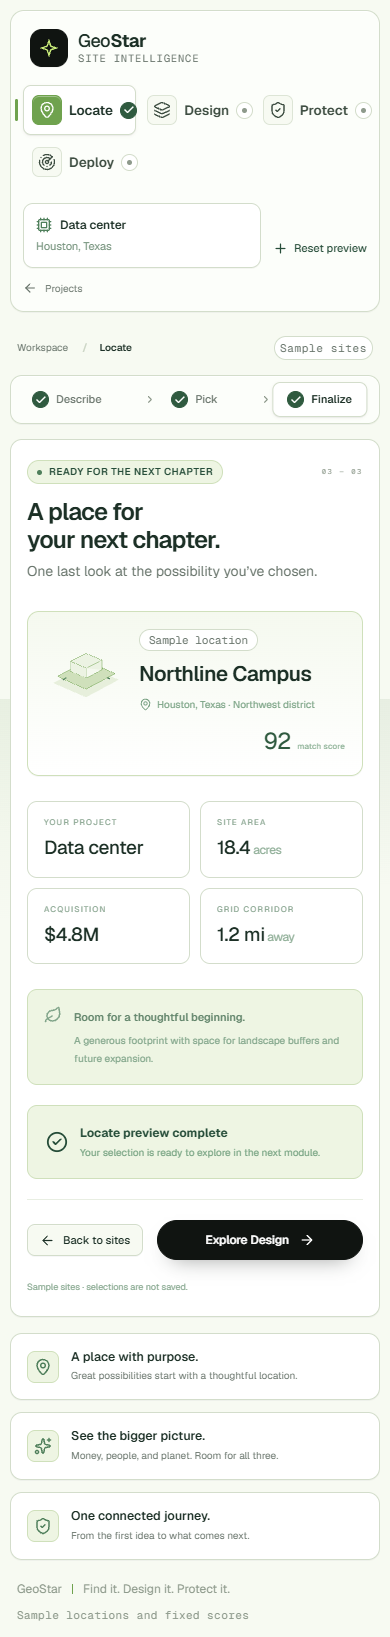 GeoStar
SITE INTELLIGENCE
Locate
Design
Protect
Deploy
Data center
Houston, Texas
Reset preview
Projects
Workspace / Locate
Sample sites
Describe
Pick
Finalize
READY FOR THE NEXT CHAPTER
03 — 03
A place for
your next chapter.
One last look at the possibility you've chosen.
Sample location
Northline Campus
Houston, Texas · Northwest district
92 match score
YOUR PROJECT
Data center
SITE AREA
18.4 acres
ACQUISITION
$4.8M
GRID CORRIDOR
1.2 mi away
Room for a thoughtful beginning.
A generous footprint with space for landscape buffers and
future expansion.
Locate preview complete
Your selection is ready to explore in the next module.
Back to sites
Explore Design
Sample sites · selections are not saved.
A place with purpose.
Great possibilities start with a thoughtful location.
See the bigger picture.
Money, people, and planet. Room for all three.
One connected journey.
From the first idea to what comes next.
GeoStar | Find it. Design it. Protect it.
Sample locations and fixed scores